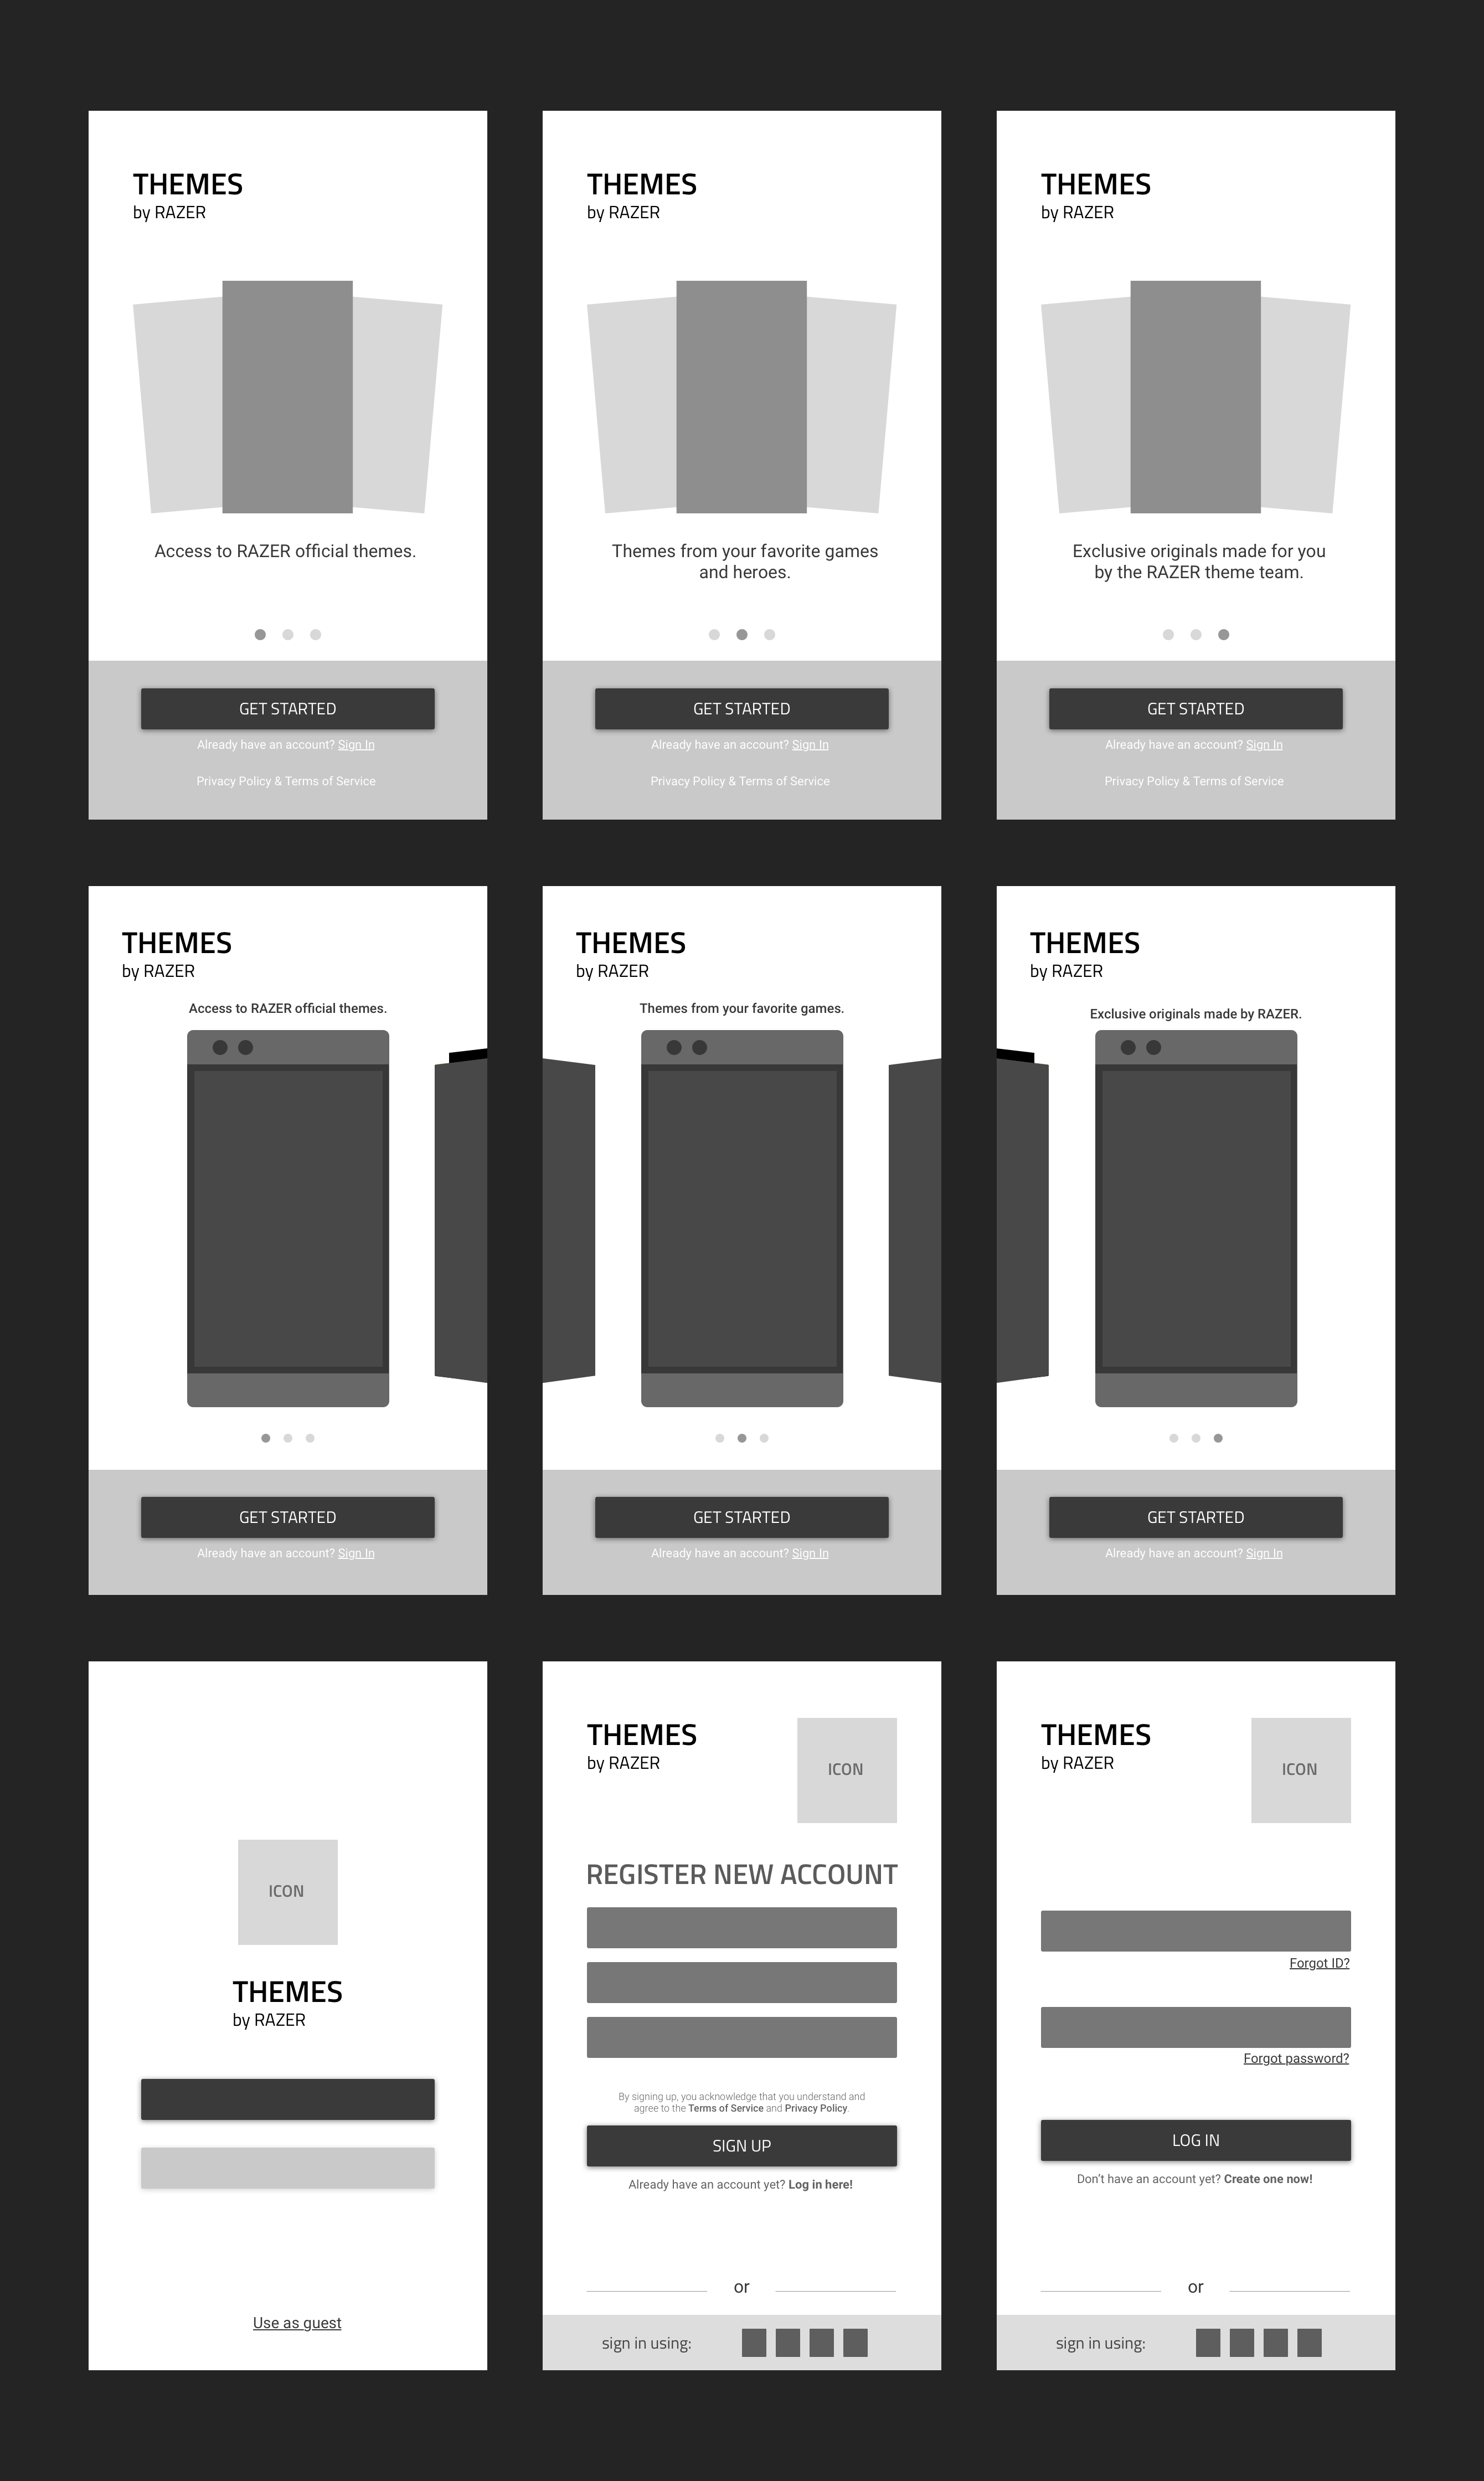 THEMES
by RAZER
Access to RAZER official themes.
GET STARTED
Already have an account? Sign In
Privacy Policy & Terms of Service
THEMES
by RAZER
Themes from your favorite games
and heroes.
GET STARTED
Already have an account? Sign In
Privacy Policy & Terms of Service
THEMES
by RAZER
Exclusive originals made for you
by the RAZER theme team.
GET STARTED
Already have an account? Sign In
Privacy Policy & Terms of Service
THEMES
by RAZER
Access to RAZER official themes.
GET STARTED
Already have an account? Sign In
THEMES
by RAZER
Themes from your favorite games.
GET STARTED
Already have an account? Sign In
THEMES
by RAZER
Exclusive originals made by RAZER.
GET STARTED
Already have an account? Sign In
ICON
THEMES
by RAZER
Use as guest
THEMES
by RAZER
ICON
REGISTER NEW ACCOUNT
By signing up, you acknowledge that you understand and
agree to the Terms of Service and Privacy Policy.
SIGN UP
Already have an account yet? Log in here!
or
sign in using:
THEMES
by RAZER
ICON
Forgot ID?
Forgot password?
LOG IN
Don't have an account yet? Create one now!
or
sign in using: